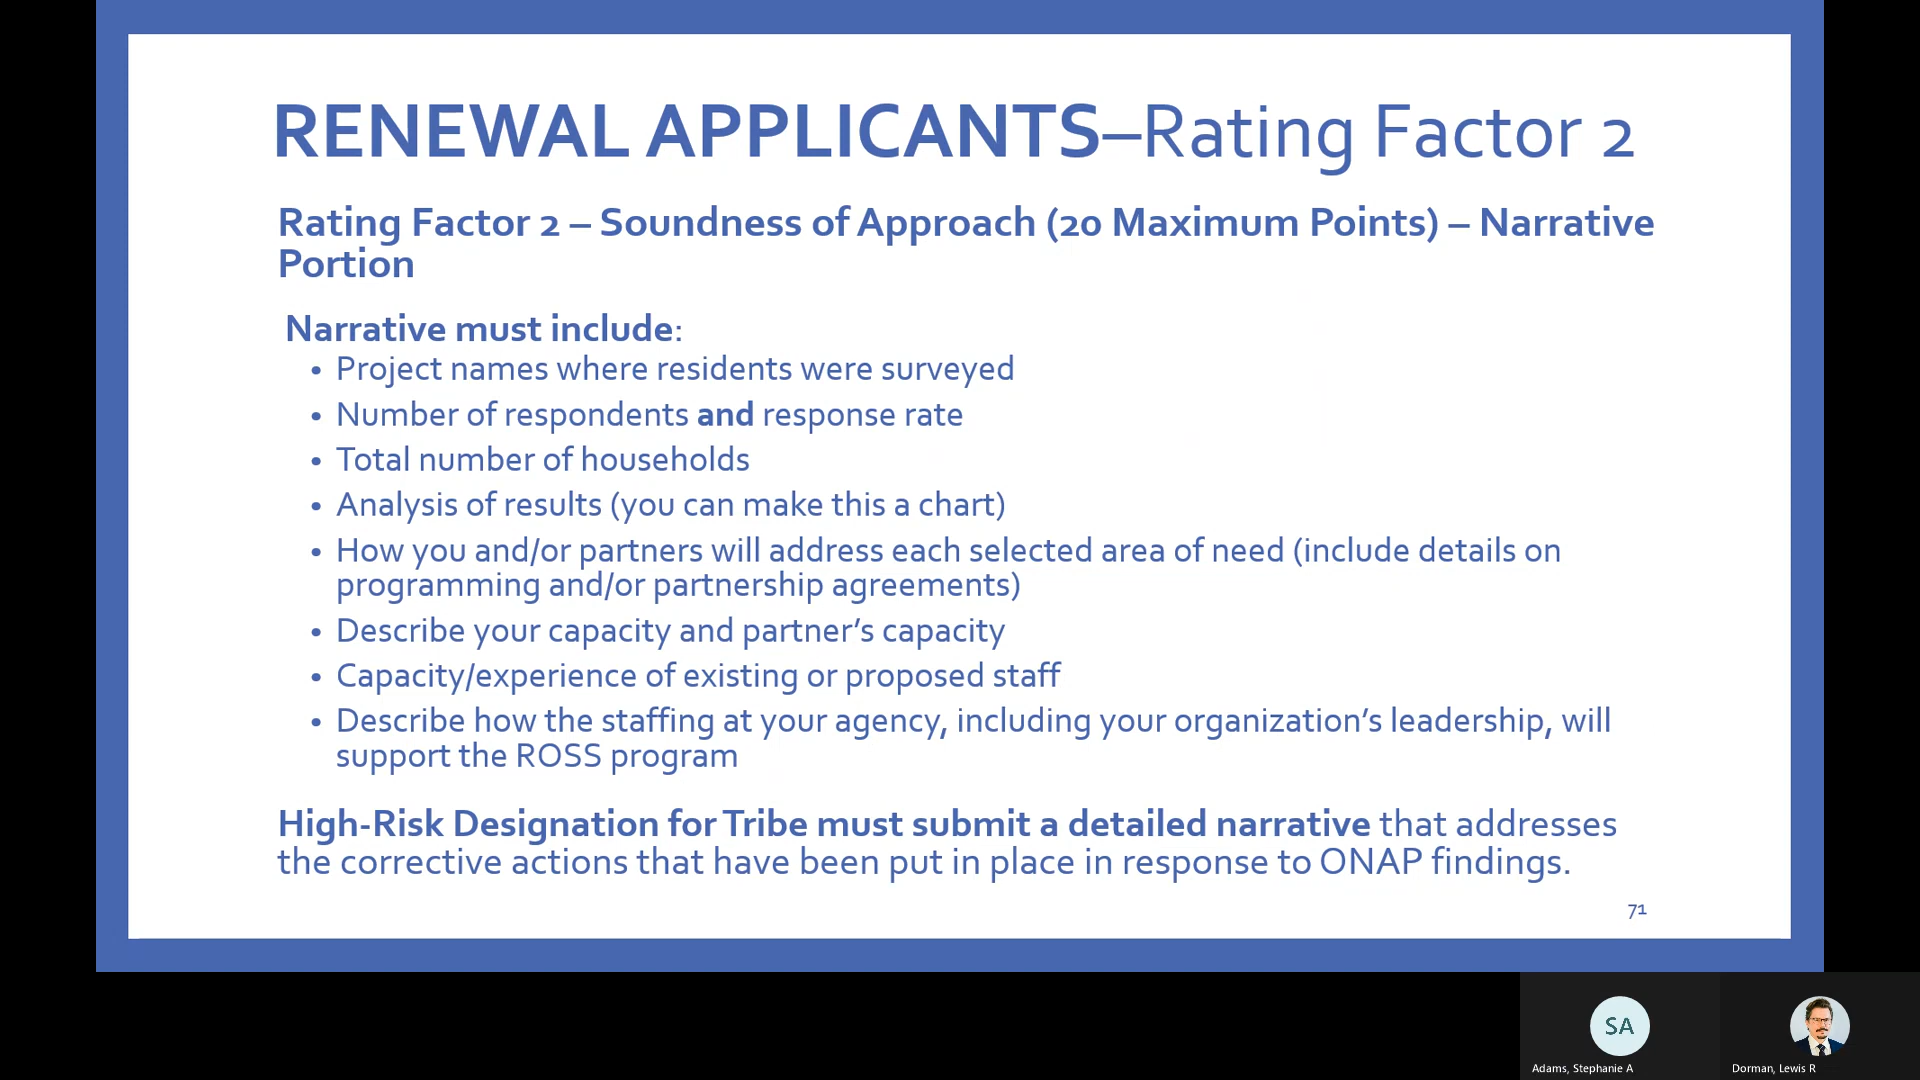 RENEWAL APPLICANTS–Rating Factor 2
Rating Factor 2 – Soundness of Approach (20 Maximum Points) – Narrative
Portion
Narrative must include:
• Project names where residents were surveyed
• Number of respondents and response rate
• Total number of households
• Analysis of results (you can make this a chart)
• How you and/or partners will address each selected area of need (include details on
programming and/or partnership agreements)
• Describe your capacity and partner’s capacity
• Capacity/experience of existing or proposed staff
• Describe how the staffing at your agency, including your organization’s leadership, will
support the ROSS program
High-Risk Designation for Tribe must submit a detailed narrative that addresses
the corrective actions that have been put in place in response to ONAP findings.
71
SA
Adams, Stephanie A
Dorman, Lewis R